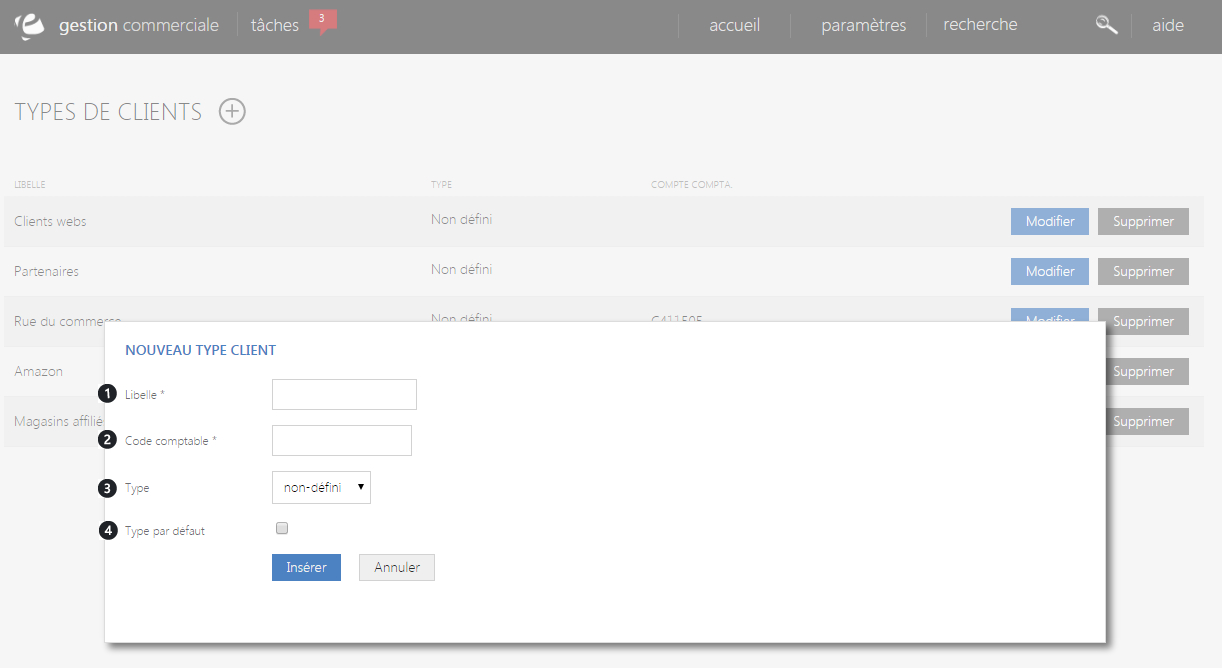 gestion commerciale tâches 3 accueil paramètres recherche aide
TYPES DE CLIENTS
LIBELLE TYPE COMPTE COMPTA.
Clients webs Non défini Modifier Supprimer
Partenaires Non défini Modifier Supprimer
Rue du commerce Non défini C411505 Modifier Supprimer
NOUVEAU TYPE CLIENT
Amazon Supprimer
1 Libelle *
Magasins affilié Supprimer
2 Code comptable *
3 Type non-défini
4 Type par défaut
Insérer Annuler